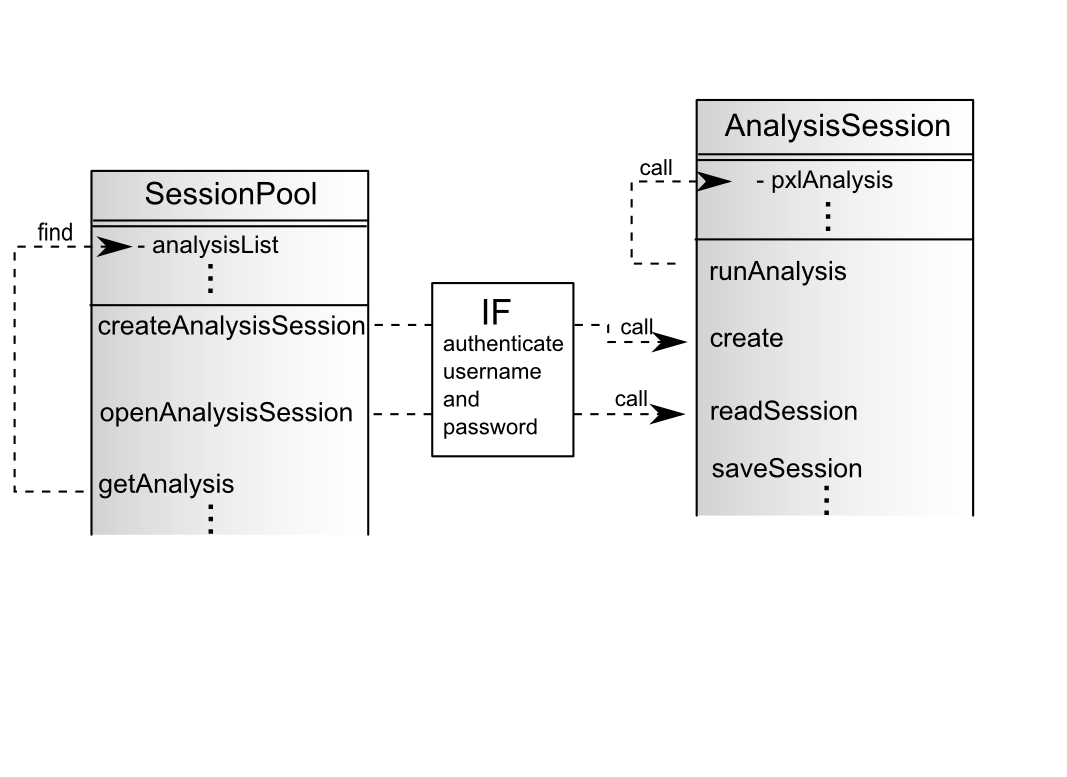 SessionPool
find
- analysisList
createAnalysisSession
openAnalysisSession
getAnalysis
IF
authenticate
username
and
password
call
call
AnalysisSession
call
- pxlAnalysis
runAnalysis
create
readSession
saveSession